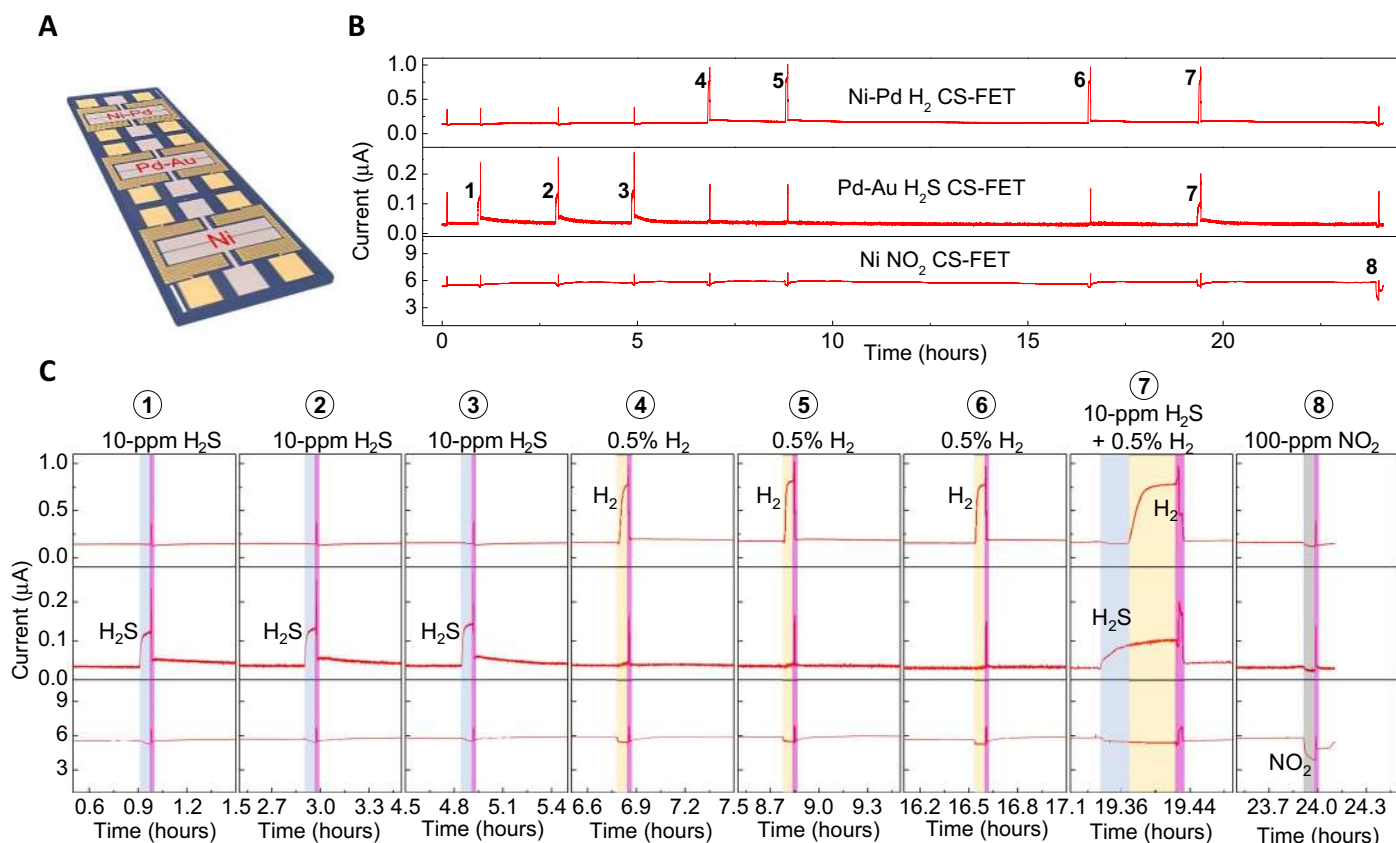 A
Ni-Pd
Pd-Au
Ni
B
1.0
0.5
0.0
4
5
6
7
Ni-Pd H₂ CS-FET
0.2
0.1
0.0
1
2
3
7
Pd-Au H₂S CS-FET
9
6
3
Ni NO₂ CS-FET
8
Current (μA)
0
5
10
15
20
Time (hours)
C
1
2
3
4
5
6
7
8
10-ppm H₂S
10-ppm H₂S
10-ppm H₂S
0.5% H₂
0.5% H₂
0.5% H₂
10-ppm H₂S
+ 0.5% H₂
100-ppm NO₂
1.0
0.5
0.0
H₂
H₂
H₂
H₂
0.2
0.1
0.0
H₂S
H₂S
H₂S
H₂S
9
6
3
NO₂
Current (μA)
0.6 0.9 1.2 1.5
2.7 3.0 3.3
4.5 4.8 5.1 5.4
6.6 6.9 7.2 7.5
8.7 9.0 9.3
16.2 16.5 16.8 17.1
19.36 19.44
23.7 24.0 24.3
Time (hours)
Time (hours)
Time (hours)
Time (hours)
Time (hours)
Time (hours)
Time (hours)
Time (hours)